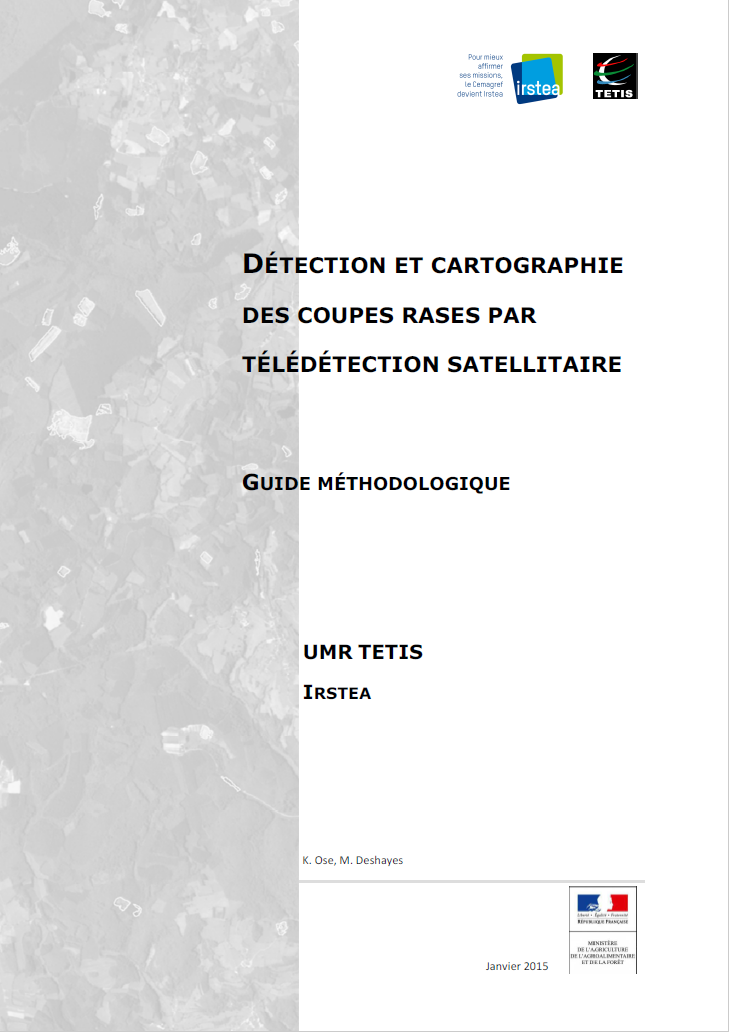 Pour mieux
affirmer
ses missions,
le Cemagref
devient Irstea
irstea
TETIS
DÉTECTION ET CARTOGRAPHIE
DES COUPES RASES PAR
TÉLÉDÉTECTION SATELLITAIRE
GUIDE MÉTHODOLOGIQUE
UMR TETIS
IRSTEA
K. Ose, M. Deshayes
Liberté • Égalité • Fraternité
RÉPUBLIQUE FRANÇAISE
MINISTÈRE
DE L'AGRICULTURE
DE L'AGROALIMENTAIRE
ET DE LA FORÊT
Janvier 2015